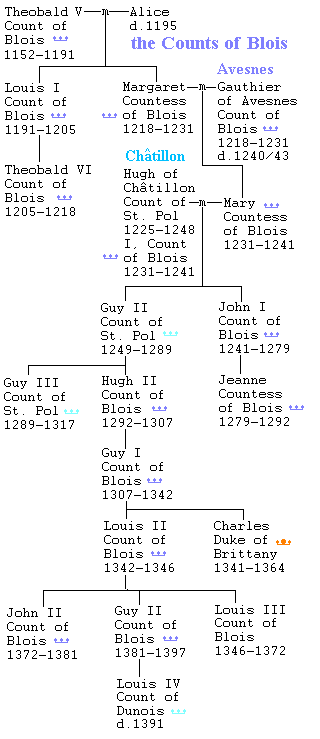 Theobald V
Count of
Blois
1152–1191
m
Alice
d.1195
the Counts of Blois
Avesnes
Louis I
Count of
Blois
1191–1205
Margaret
Countess
of Blois
1218–1231
m
Gauthier
of Avesnes
Count of
Blois
1218–1231
d.1240/43
Theobald VI
Count of
Blois
1205–1218
Châtillon
Hugh of
Châtillon
Count of
St. Pol
1225–1248
I, Count
of Blois
1231–1241
m
Mary
Countess
of Blois
1231–1241
Guy II
Count of
St. Pol
1249–1289
John I
Count of
Blois
1241–1279
Guy III
Count of
St. Pol
1289–1317
Hugh II
Count of
Blois
1292–1307
Jeanne
Countess
of Blois
1279–1292
Guy I
Count of
Blois
1307–1342
Louis II
Count of
Blois
1342–1346
Charles
Duke of
Brittany
1341–1364
John II
Count of
Blois
1372–1381
Guy II
Count of
Blois
1381–1397
Louis III
Count of
Blois
1346–1372
Louis IV
Count of
Dunois
d.1391